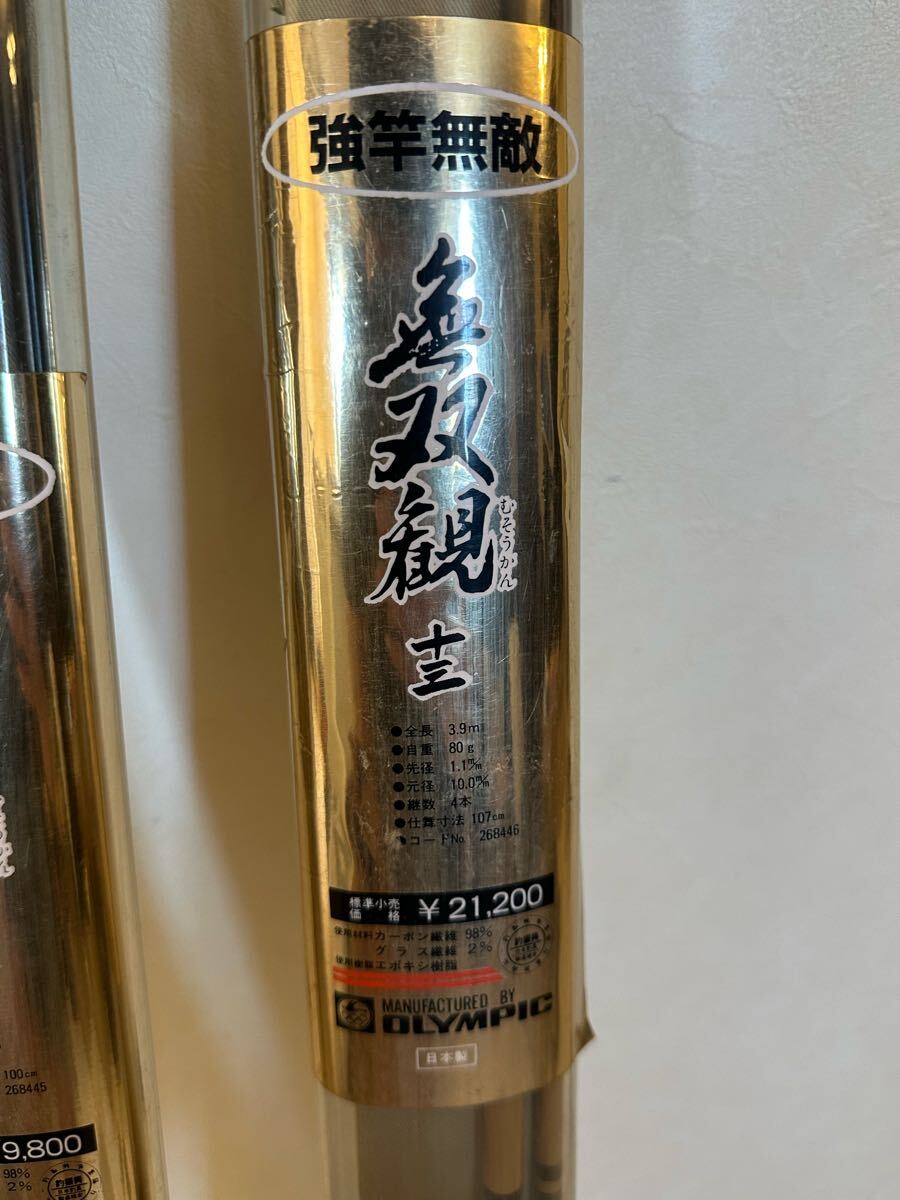 強竿無敵
無双観
むそうかん
十三
●全長 3.9m
●自重 80g
●先径 1.1m/m
●元径 10.0m/m
●継数 4本
●仕舞寸法 107cm
●コードNo. 268446
標準小売価格 ¥21,200
使用材料カーボン繊維 98%
グラス繊維 2%
使用樹脂エポキシ樹脂
MANUFACTURED BY
OLYMPIC
日本製
100cm
268445
9,800
98%
2%